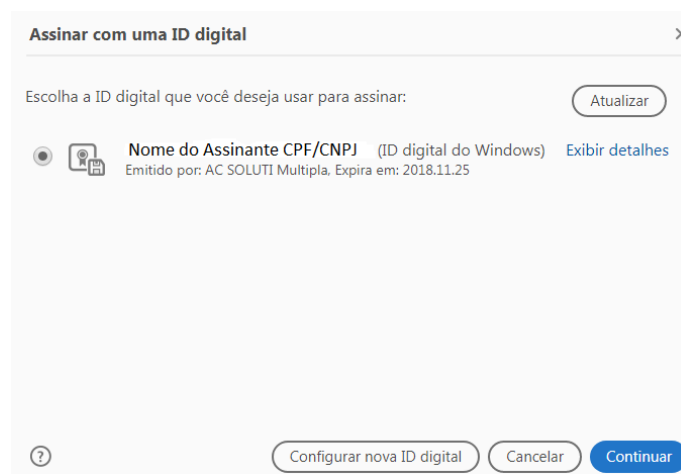 Assinar com uma ID digital
Escolha a ID digital que você deseja usar para assinar:
Atualizar
Nome do Assinante CPF/CNPJ (ID digital do Windows) Exibir detalhes
Emitido por: AC SOLUTI Multipla, Expira em: 2018.11.25
? Configurar nova ID digital Cancelar Continuar